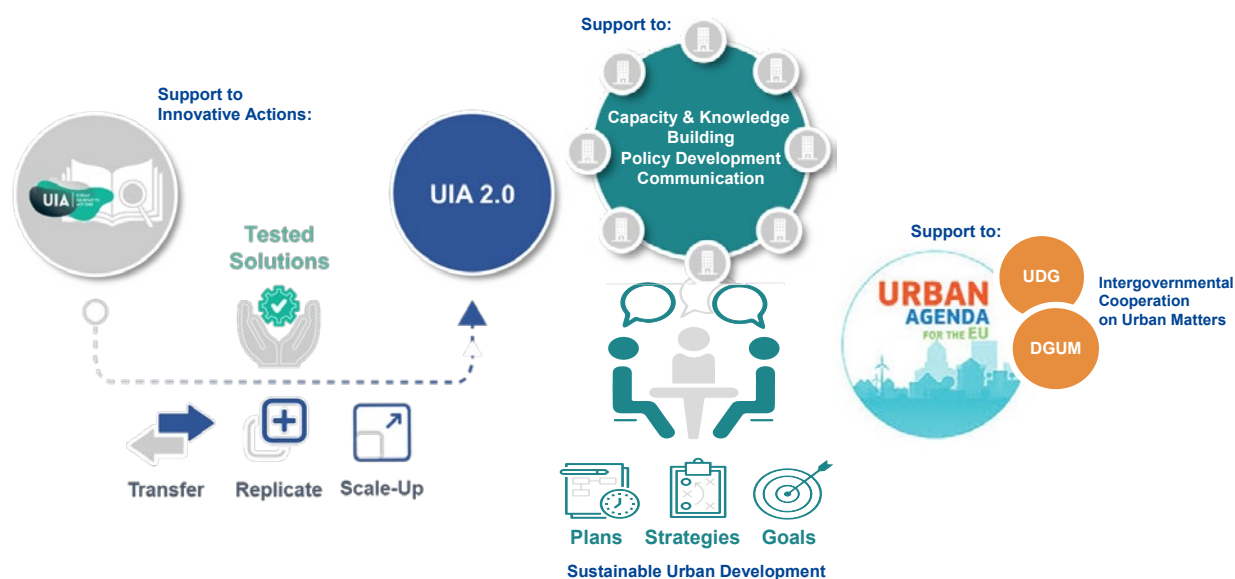 Support to
Innovative Actions:
UIA
UIA 2.0
Tested
Solutions
Transfer
Replicate
Scale-Up
Support to:
Capacity & Knowledge
Building
Policy Development
Communication
Plans
Strategies
Goals
Sustainable Urban Development
Support to:
URBAN
AGENDA
FOR THE EU
UDG
DGUM
Intergovernmental
Cooperation
on Urban Matters